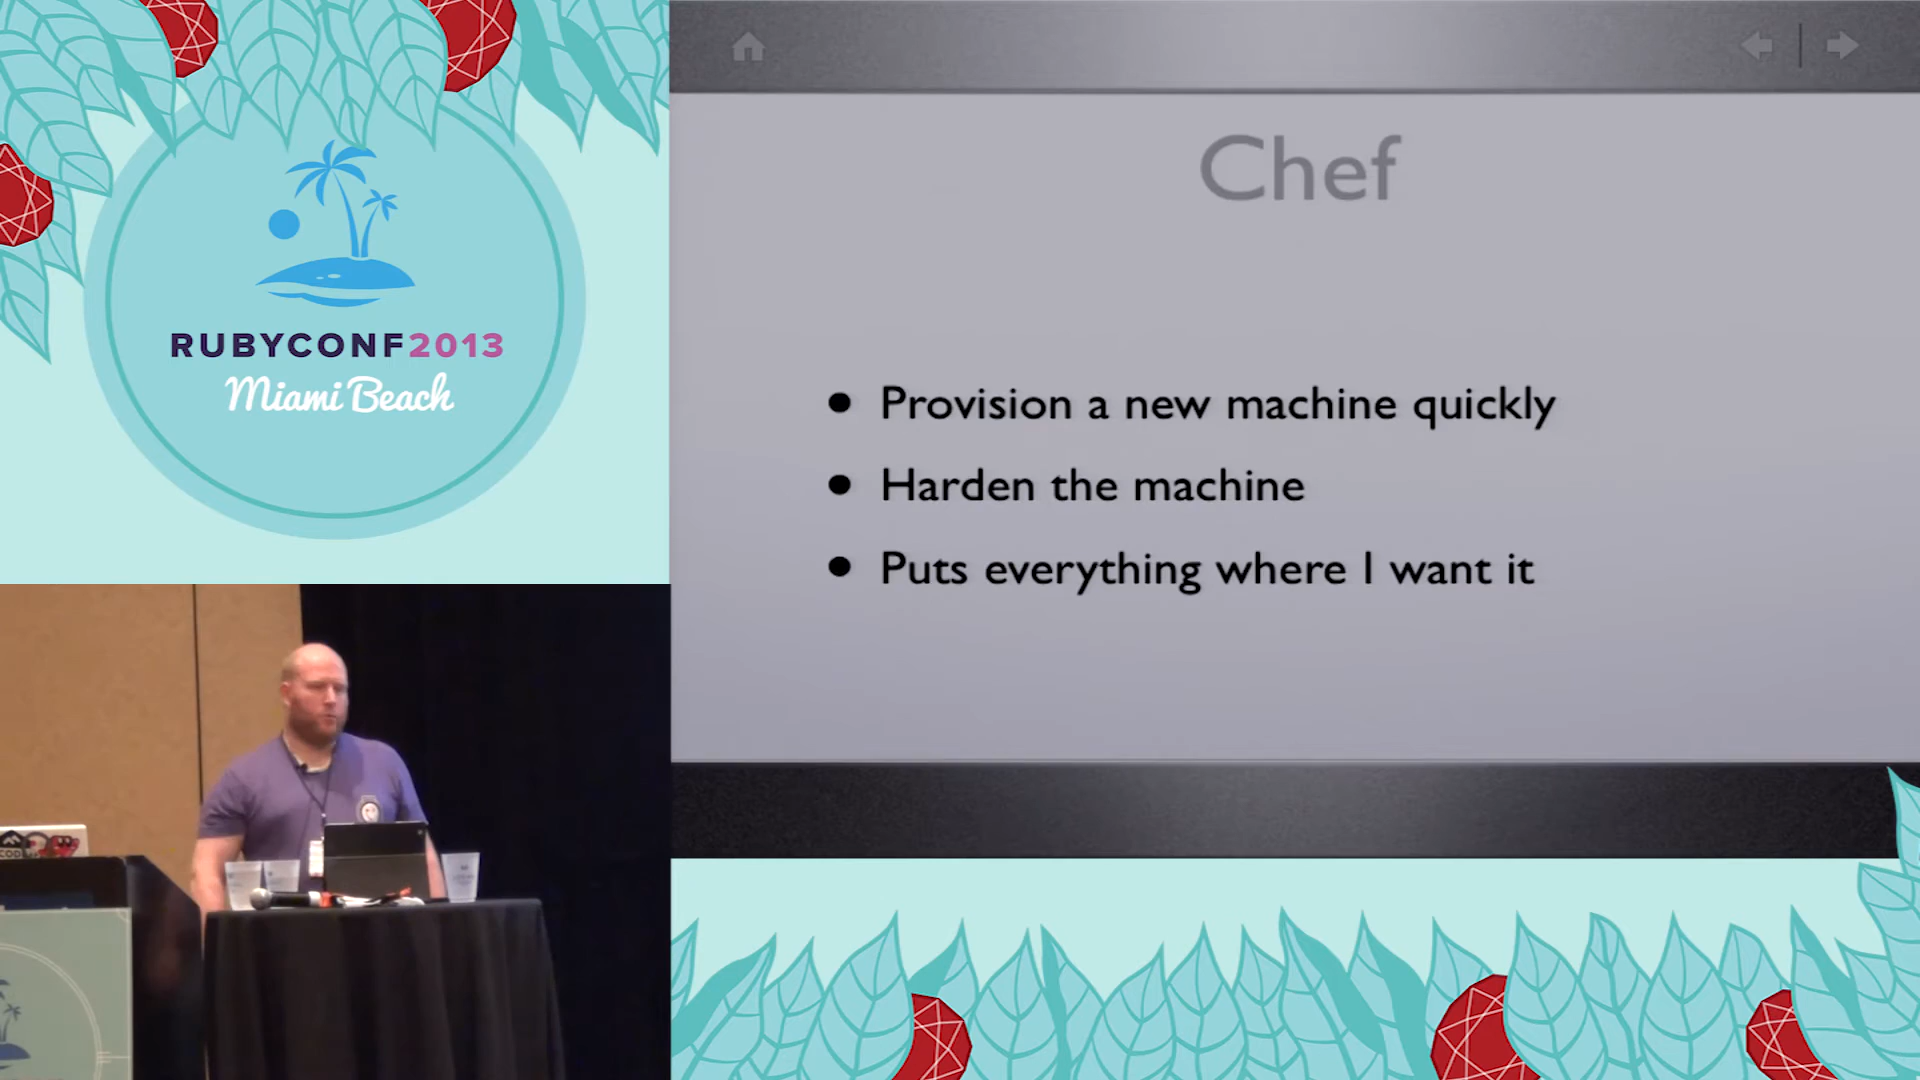 RUBYCONF2013
Miami Beach
Chef
• Provision a new machine quickly
• Harden the machine
• Puts everything where I want it